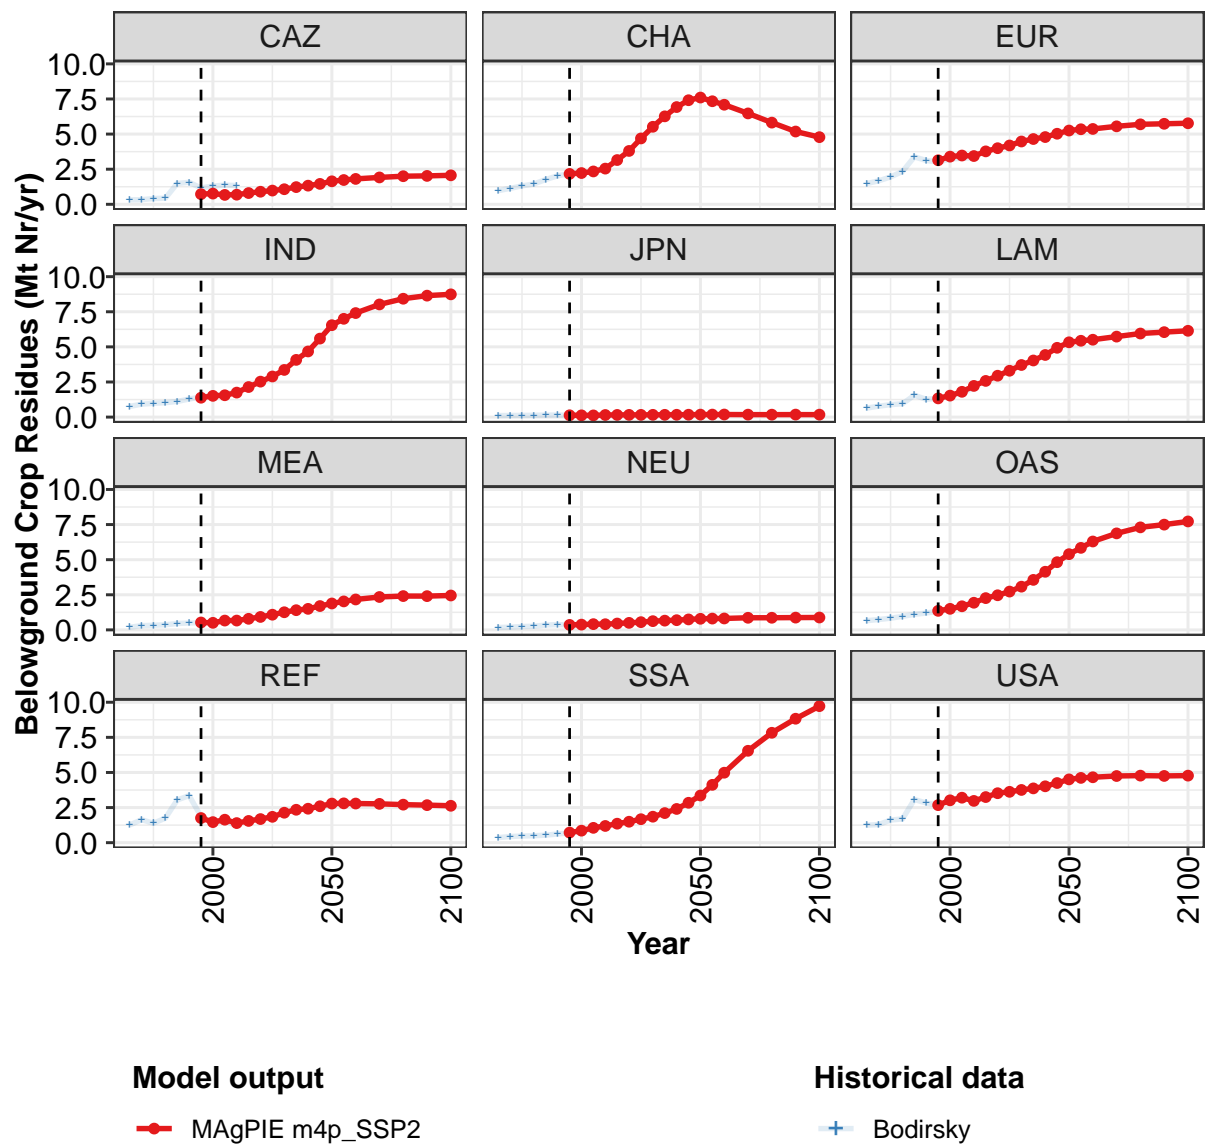 CAZ CHA EUR
10.0
7.5
5.0
2.5
0.0
IND JPN LAM
10.0
7.5
5.0
2.5
0.0
MEA NEU OAS
10.0
7.5
5.0
2.5
0.0
REF SSA USA
10.0
7.5
5.0
2.5
0.0
Belowground Crop Residues (Mt Nr/yr)
2000 2050 2100 2000 2050 2100 2000 2050 2100
Year
Model output Historical data
MAgPIE m4p_SSP2 Bodirsky